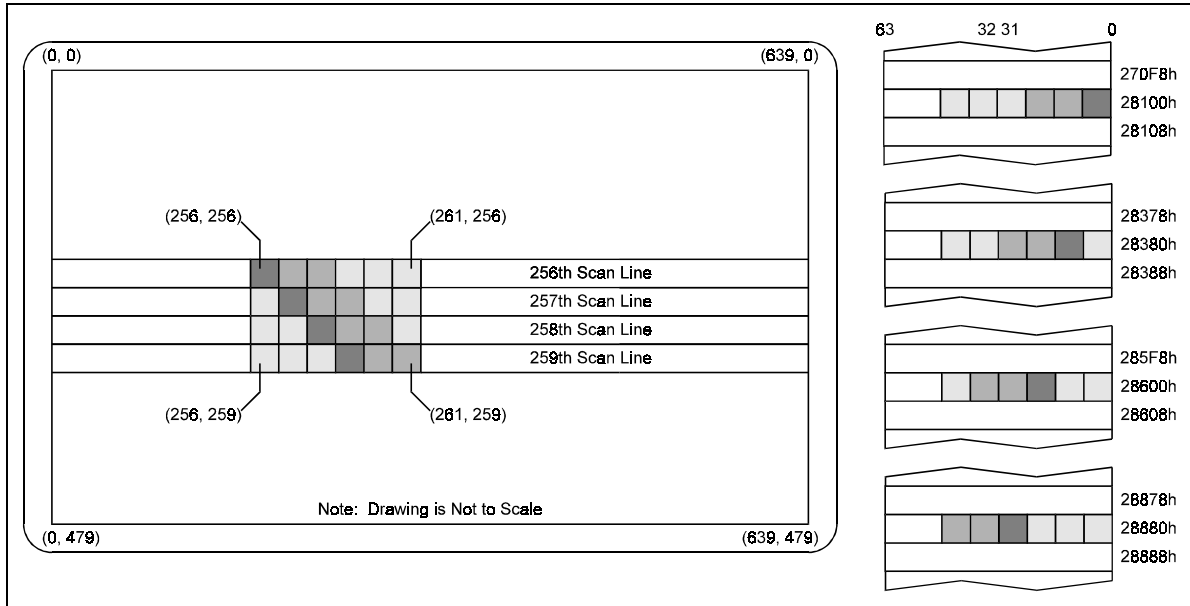 (0, 0) (639, 0)
(256, 256) (261, 256)
256th Scan Line
257th Scan Line
258th Scan Line
259th Scan Line
(256, 259) (261, 259)
Note: Drawing is Not to Scale
(0, 479) (639, 479)
63 32 31 0
270F8h
28100h
28108h
28378h
28380h
28388h
285F8h
28600h
28608h
28878h
28880h
28888h